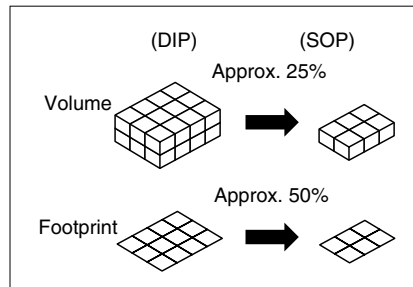 (DIP) (SOP)
Approx. 25%
Volume
Approx. 50%
Footprint